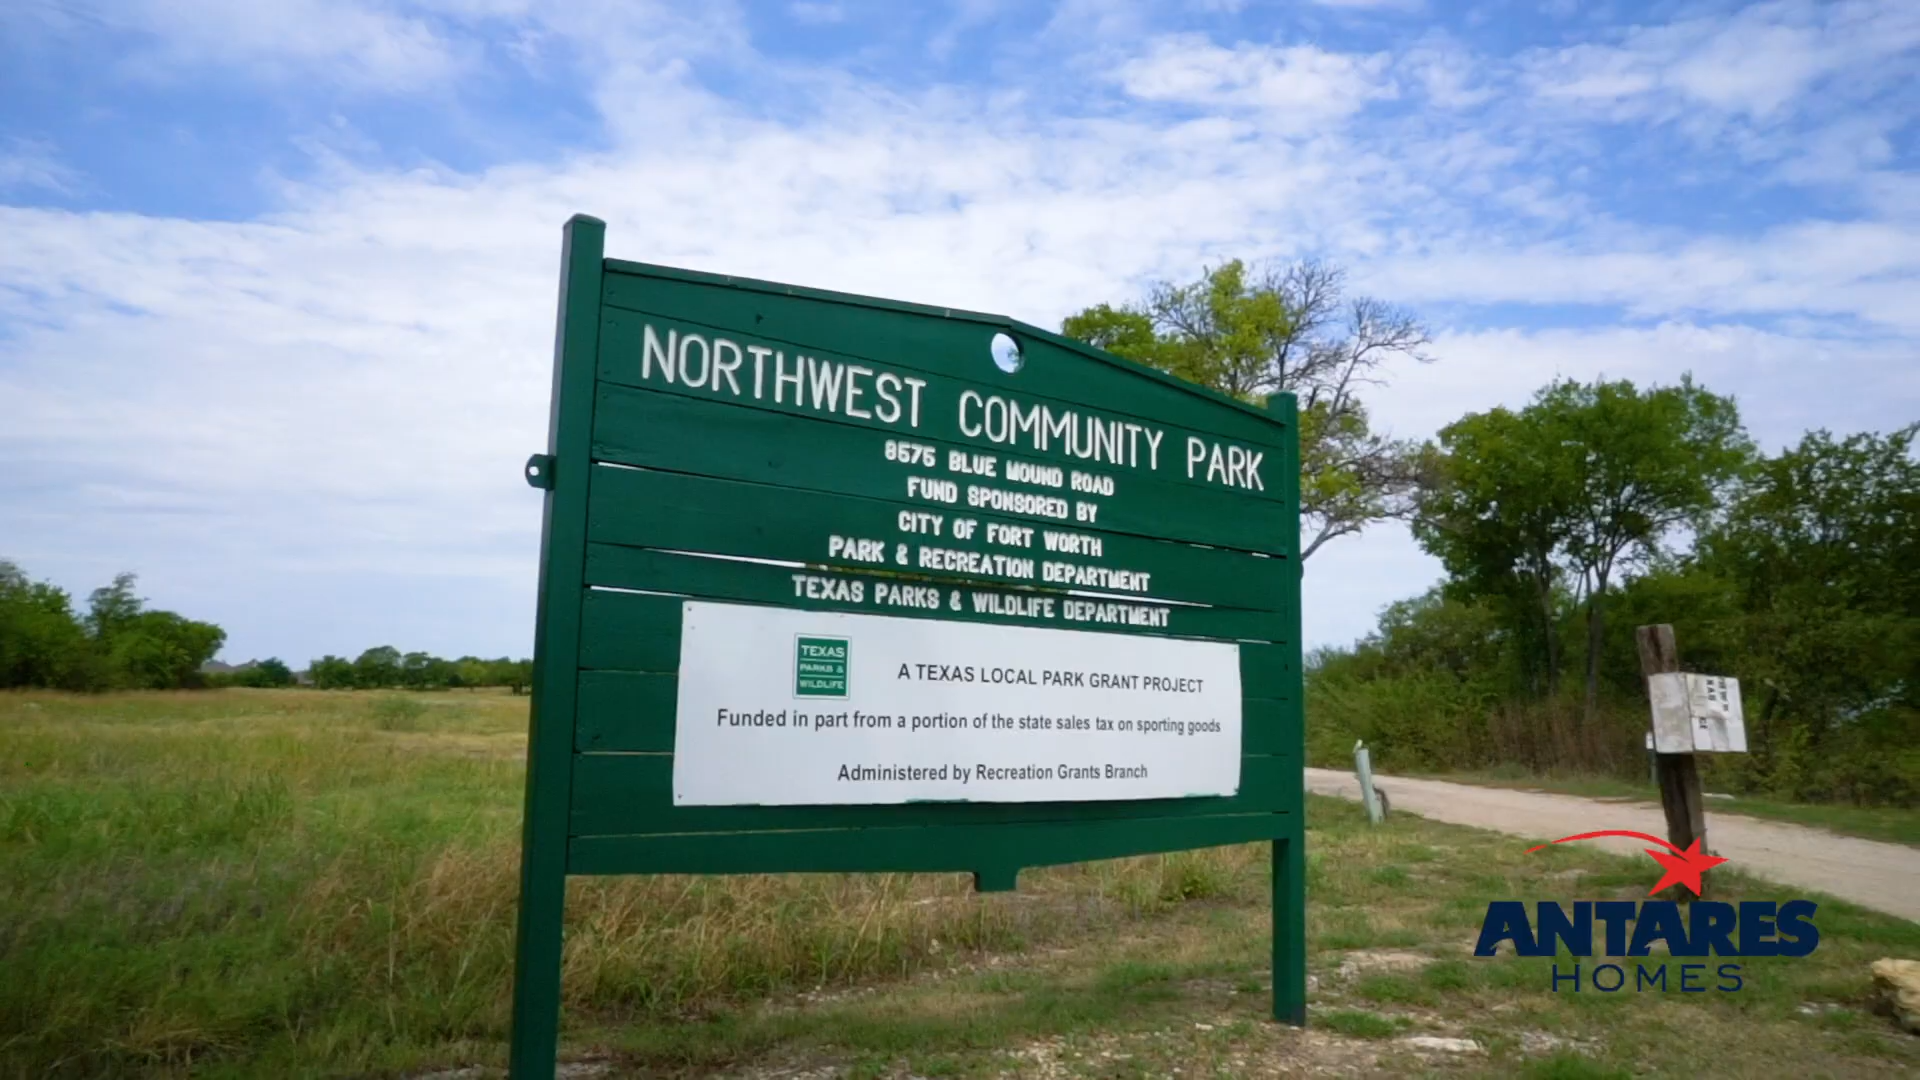 NORTHWEST COMMUNITY PARK
8575 BLUE MOUND ROAD
FUND SPONSORED BY
CITY OF FORT WORTH
PARK & RECREATION DEPARTMENT
TEXAS PARKS & WILDLIFE DEPARTMENT
TEXAS
PARKS &
WILDLIFE
A TEXAS LOCAL PARK GRANT PROJECT
Funded in part from a portion of the state sales tax on sporting goods
Administered by Recreation Grants Branch
ANTARES
HOMES